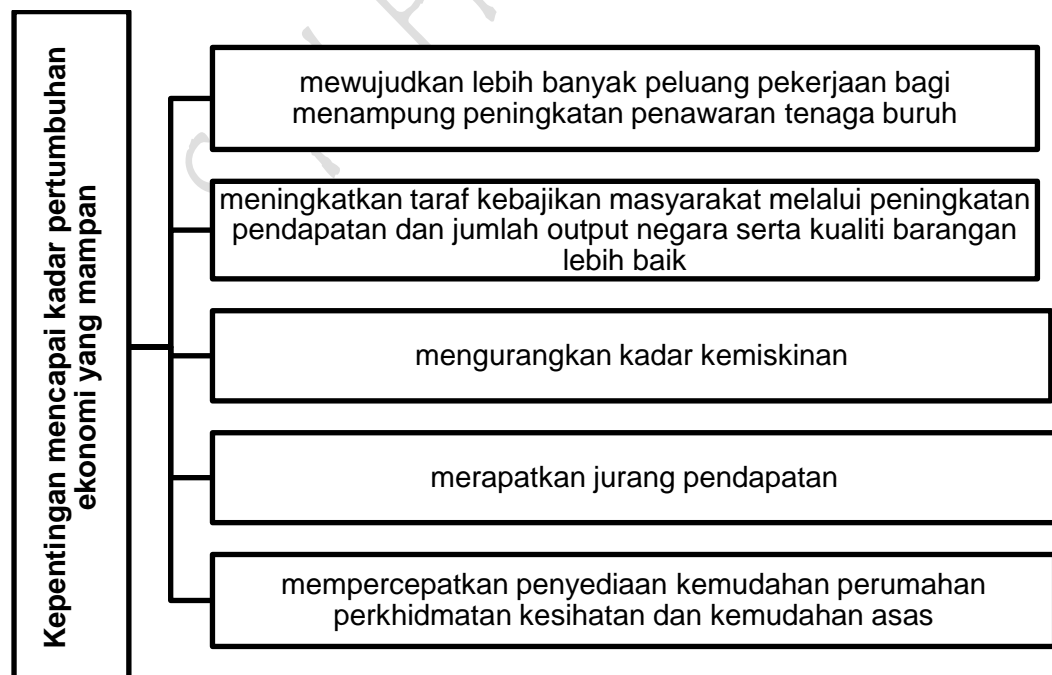 Kepentingan mencapai kadar pertumbuhan
ekonomi yang mampan
mewujudkan lebih banyak peluang pekerjaan bagi
menampung peningkatan penawaran tenaga buruh
meningkatkan taraf kebajikan masyarakat melalui peningkatan
pendapatan dan jumlah output negara serta kualiti barangan
lebih baik
mengurangkan kadar kemiskinan
merapatkan jurang pendapatan
mempercepatkan penyediaan kemudahan perumahan
perkhidmatan kesihatan dan kemudahan asas